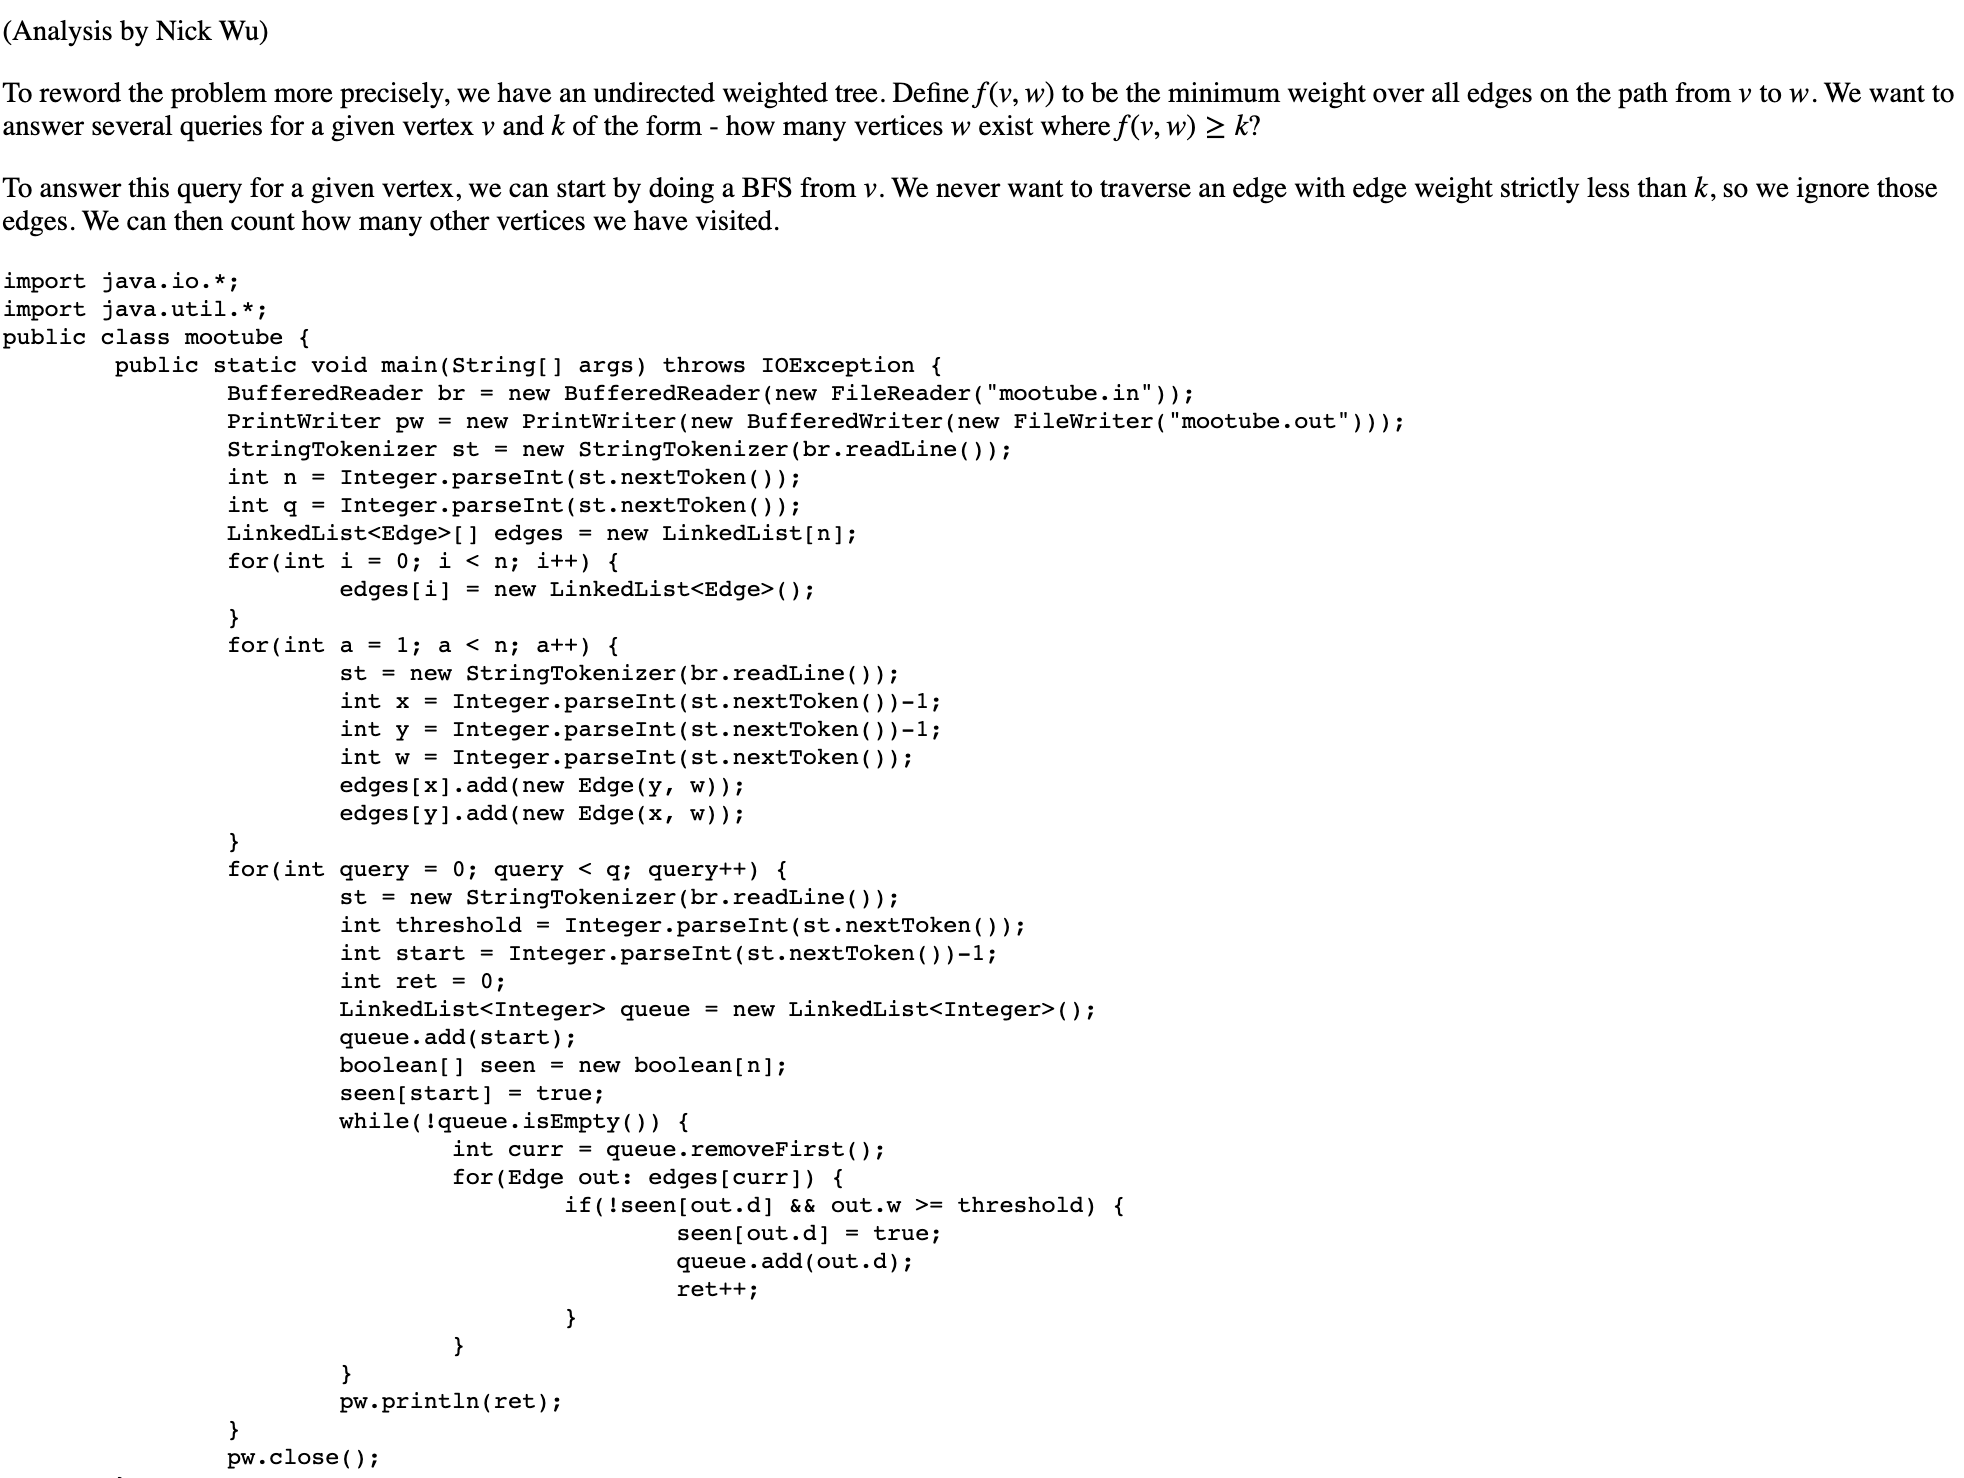 (Analysis by Nick Wu)
To reword the problem more precisely, we have an undirected weighted tree. Define f(v, w) to be the minimum weight over all edges on the path from v to w. We want to
answer several queries for a given vertex v and k of the form - how many vertices w exist where f(v, w) ≥ k?
To answer this query for a given vertex, we can start by doing a BFS from v. We never want to traverse an edge with edge weight strictly less than k, so we ignore those
edges. We can then count how many other vertices we have visited.
import java.io.*;
import java.util.*;
public class mootube {
        public static void main(String[] args) throws IOException {
                BufferedReader br = new BufferedReader(new FileReader("mootube.in"));
                PrintWriter pw = new PrintWriter(new BufferedWriter(new FileWriter("mootube.out")));
                StringTokenizer st = new StringTokenizer(br.readLine());
                int n = Integer.parseInt(st.nextToken());
                int q = Integer.parseInt(st.nextToken());
                LinkedList<Edge>[] edges = new LinkedList[n];
                for(int i = 0; i < n; i++) {
                        edges[i] = new LinkedList<Edge>();
                }
                for(int a = 1; a < n; a++) {
                        st = new StringTokenizer(br.readLine());
                        int x = Integer.parseInt(st.nextToken())-1;
                        int y = Integer.parseInt(st.nextToken())-1;
                        int w = Integer.parseInt(st.nextToken());
                        edges[x].add(new Edge(y, w));
                        edges[y].add(new Edge(x, w));
                }
                for(int query = 0; query < q; query++) {
                        st = new StringTokenizer(br.readLine());
                        int threshold = Integer.parseInt(st.nextToken());
                        int start = Integer.parseInt(st.nextToken())-1;
                        int ret = 0;
                        LinkedList<Integer> queue = new LinkedList<Integer>();
                        queue.add(start);
                        boolean[] seen = new boolean[n];
                        seen[start] = true;
                        while(!queue.isEmpty()) {
                                int curr = queue.removeFirst();
                                for(Edge out: edges[curr]) {
                                        if(!seen[out.d] && out.w >= threshold) {
                                                seen[out.d] = true;
                                                queue.add(out.d);
                                                ret++;
                                        }
                                }
                        }
                        pw.println(ret);
                }
                pw.close();